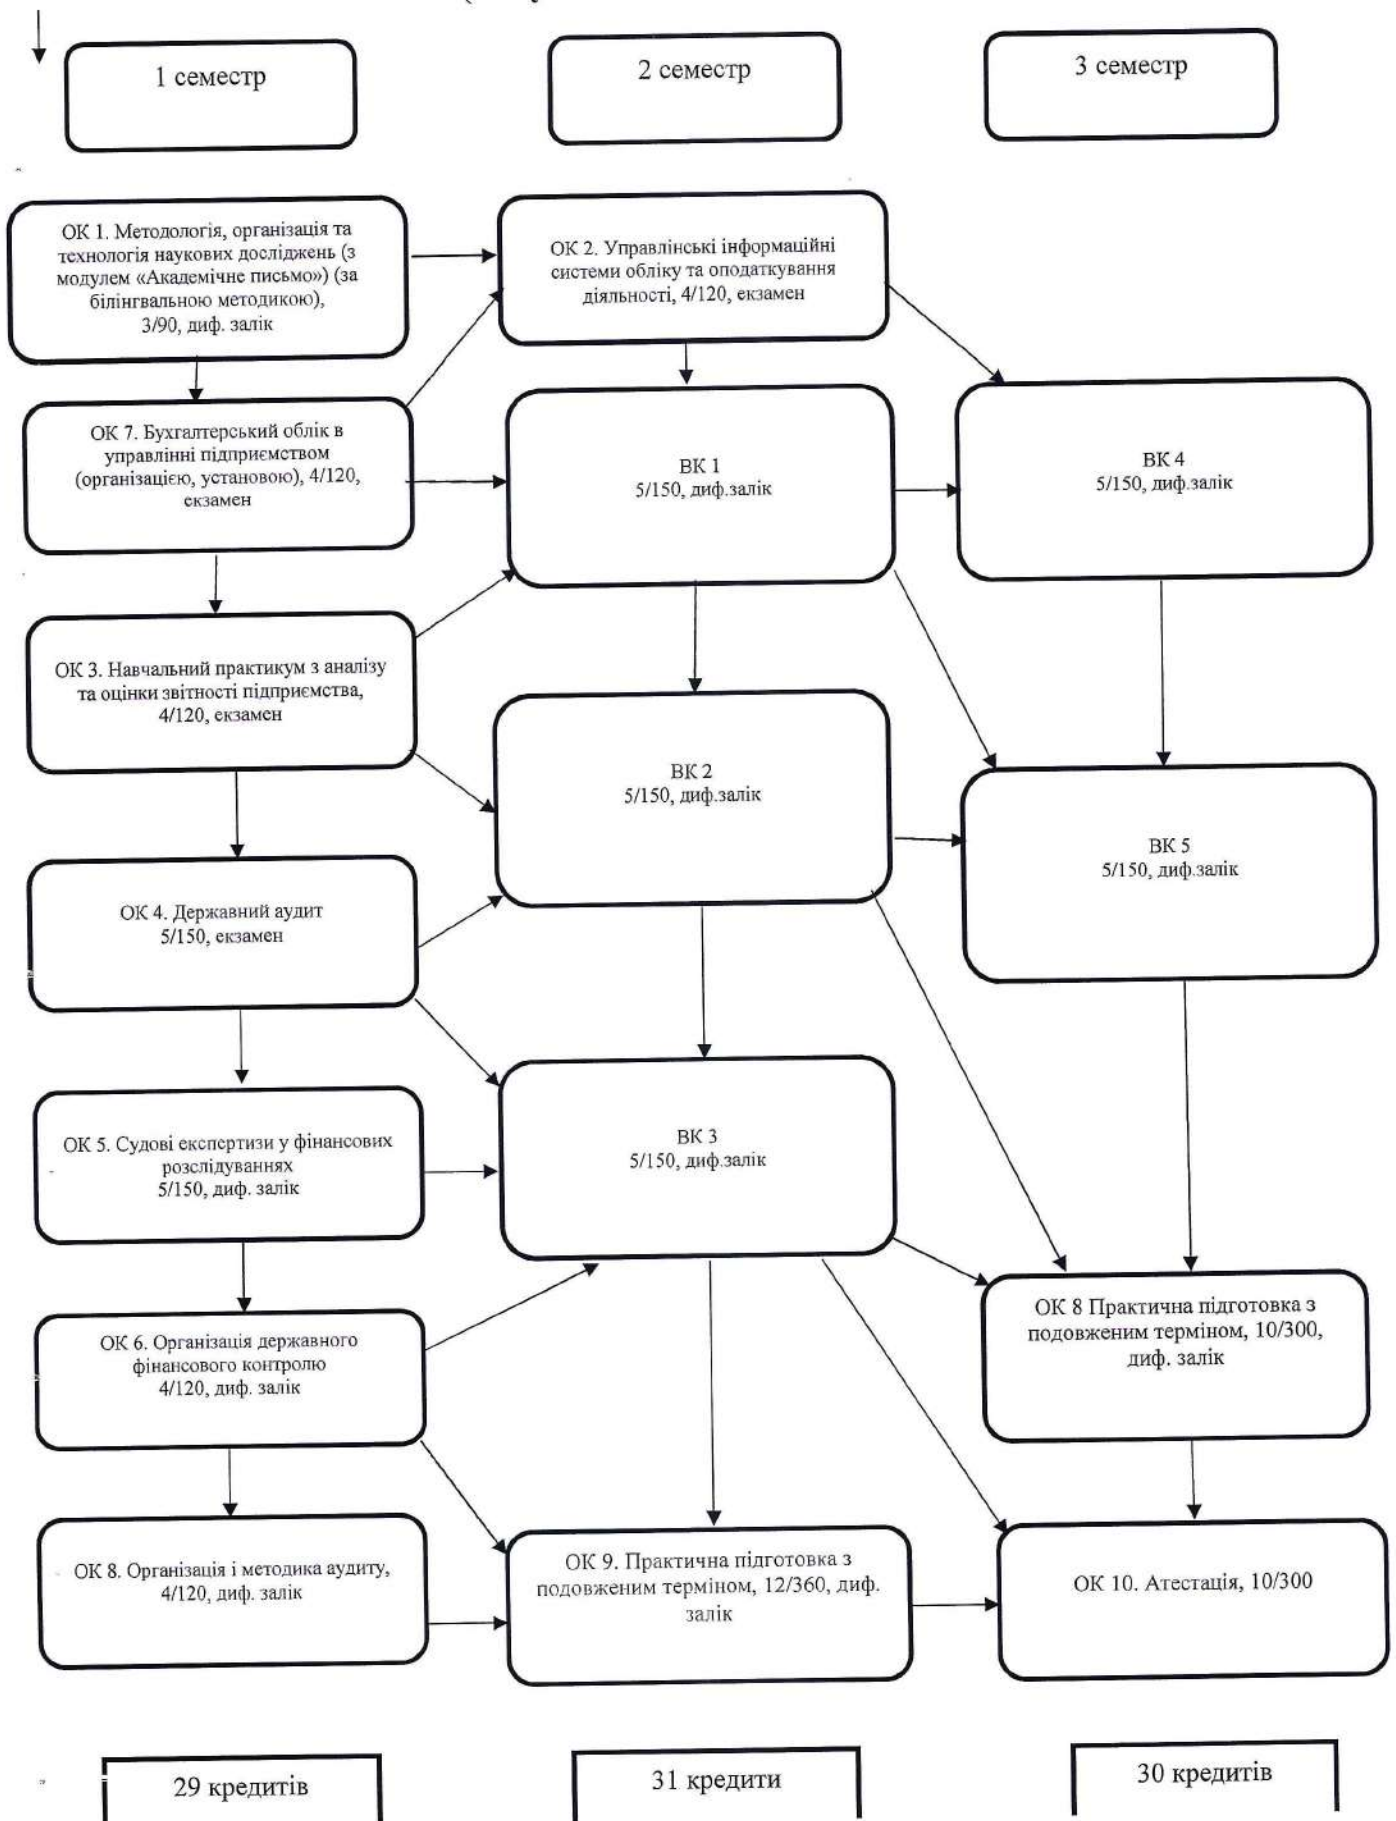 1 семестр
2 семестр
3 семестр
ОК 1. Методологія, організація та
технологія наукових досліджень (з
модулем «Академічне письмо») (за
білінгвальною методикою),
3/90, диф. залік
ОК 2. Управлінські інформаційні
системи обліку та оподаткування
діяльності, 4/120, екзамен
ОК 7. Бухгалтерський облік в
управлінні підприємством
(організацією, установою), 4/120,
екзамен
ВК 1
5/150, диф.залік
ВК 4
5/150, диф.залік
ОК 3. Навчальний практикум з аналізу
та оцінки звітності підприємства,
4/120, екзамен
ВК 2
5/150, диф.залік
ВК 5
5/150, диф.залік
ОК 4. Державний аудит
5/150, екзамен
ОК 5. Судові експертизи у фінансових
розслідуваннях
5/150, диф. залік
ВК 3
5/150, диф.залік
ОК 6. Організація державного
фінансового контролю
4/120, диф. залік
ОК 8 Практична підготовка з
подовженим терміном, 10/300,
диф. залік
ОК 8. Організація і методика аудиту,
4/120, диф. залік
ОК 9. Практична підготовка з
подовженим терміном, 12/360, диф.
залік
ОК 10. Атестація, 10/300
29 кредитів
31 кредити
30 кредитів